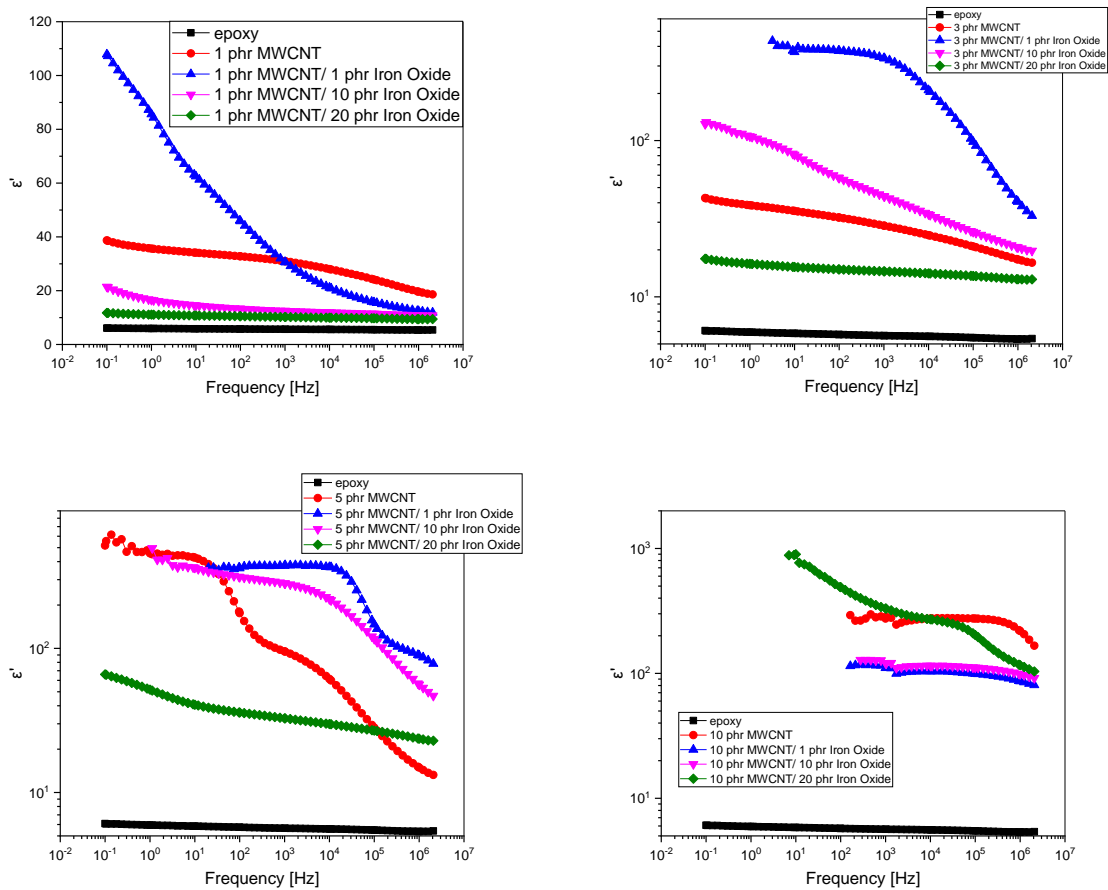 120
100
80
60
40
20
0
ε'
10⁻² 10⁻¹ 10⁰ 10¹ 10² 10³ 10⁴ 10⁵ 10⁶ 10⁷
Frequency [Hz]
epoxy
1 phr MWCNT
1 phr MWCNT/ 1 phr Iron Oxide
1 phr MWCNT/ 10 phr Iron Oxide
1 phr MWCNT/ 20 phr Iron Oxide
epoxy
3 phr MWCNT
3 phr MWCNT/ 1 phr Iron Oxide
3 phr MWCNT/ 10 phr Iron Oxide
3 phr MWCNT/ 20 phr Iron Oxide
10²
10¹
ε'
10⁻² 10⁻¹ 10⁰ 10¹ 10² 10³ 10⁴ 10⁵ 10⁶ 10⁷
Frequency [Hz]
epoxy
5 phr MWCNT
5 phr MWCNT/ 1 phr Iron Oxide
5 phr MWCNT/ 10 phr Iron Oxide
5 phr MWCNT/ 20 phr Iron Oxide
10²
10¹
ε'
10⁻² 10⁻¹ 10⁰ 10¹ 10² 10³ 10⁴ 10⁵ 10⁶ 10⁷
Frequency [Hz]
10³
10²
10¹
ε'
epoxy
10 phr MWCNT
10 phr MWCNT/ 1 phr Iron Oxide
10 phr MWCNT/ 10 phr Iron Oxide
10 phr MWCNT/ 20 phr Iron Oxide
10⁻² 10⁻¹ 10⁰ 10¹ 10² 10³ 10⁴ 10⁵ 10⁶ 10⁷
Frequency [Hz]